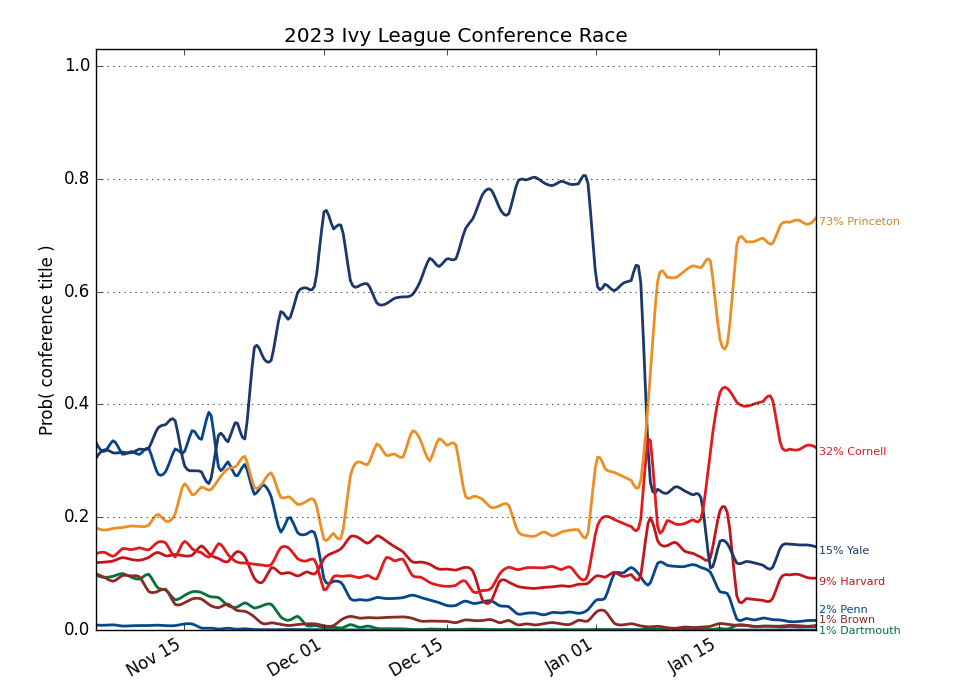 2023 Ivy League Conference Race
Prob( conference title )
1.0
0.8
0.6
0.4
0.2
0.0
Nov 15
Dec 01
Dec 15
Jan 01
Jan 15
73% Princeton
32% Cornell
15% Yale
9% Harvard
2% Penn
1% Brown
1% Dartmouth